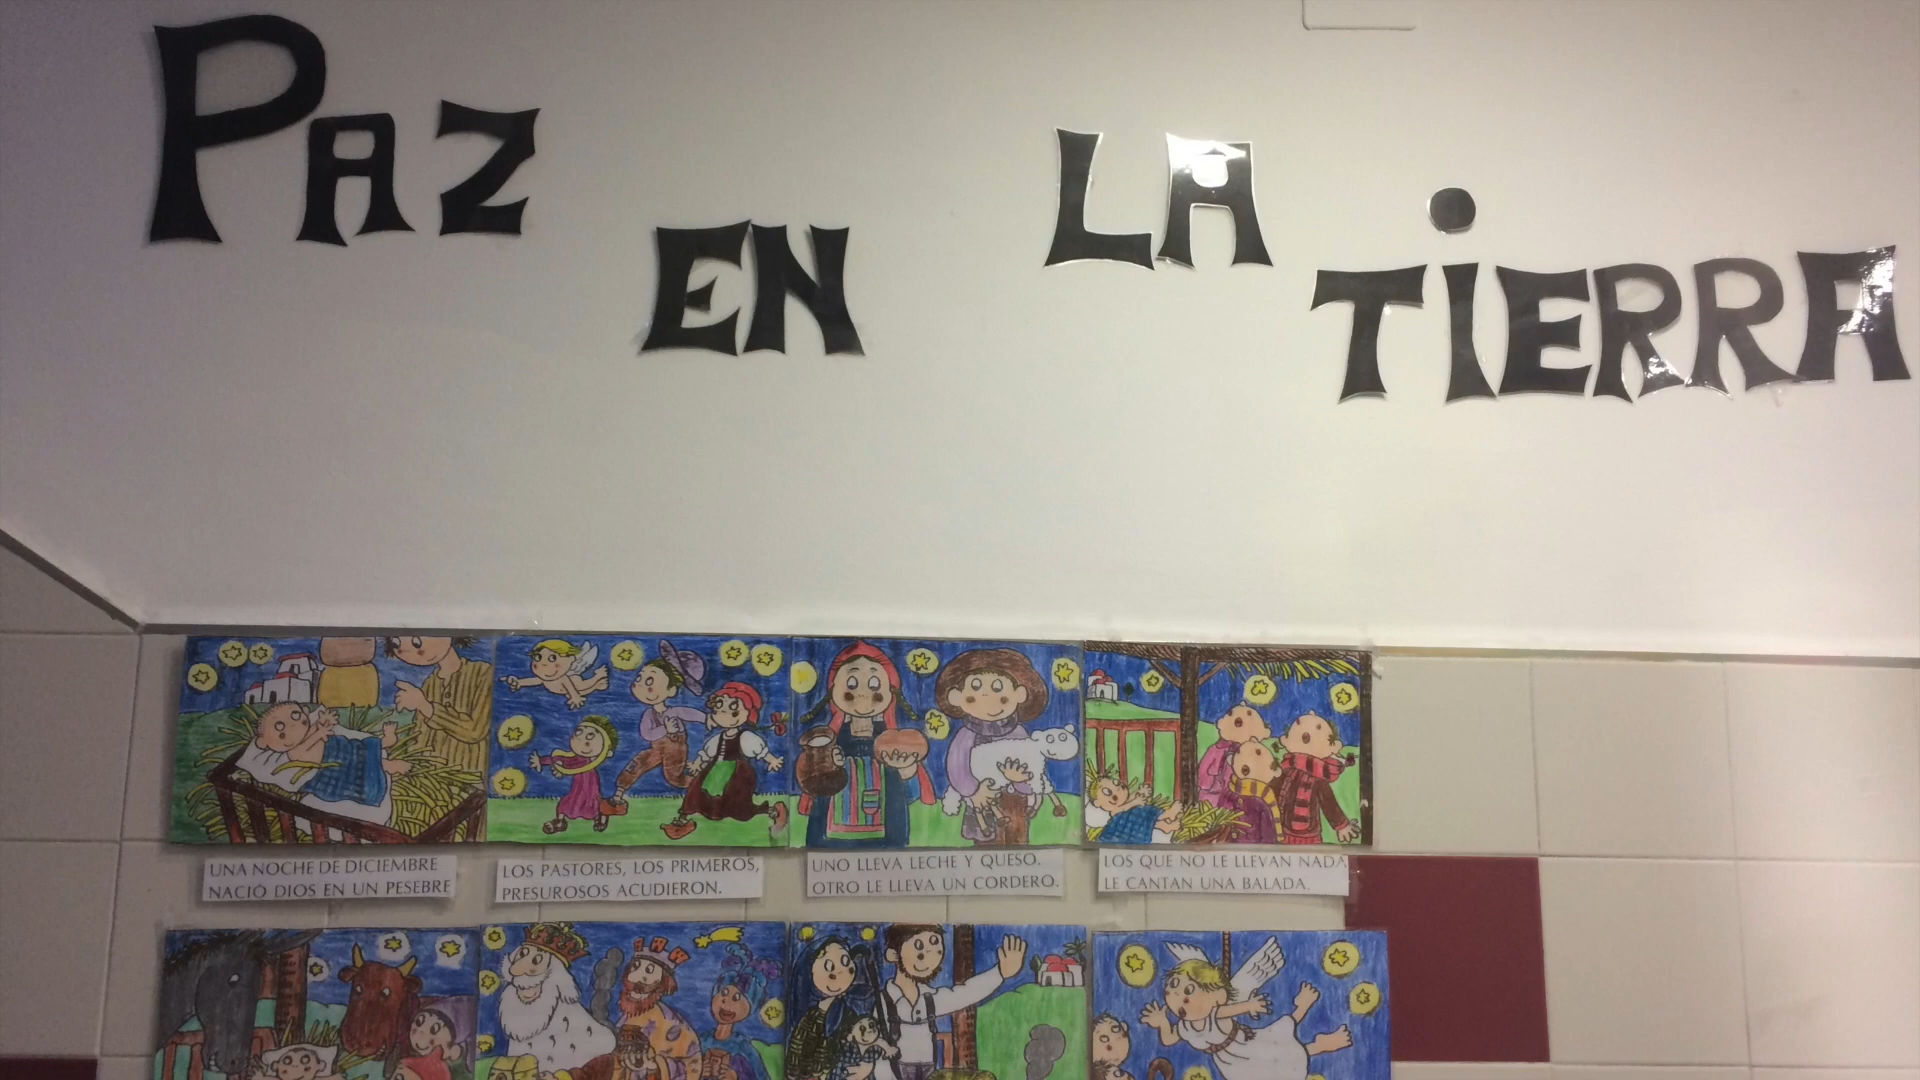 PAZ EN LA TiERRA
UNA NOCHE DE DICIEMBRE
NACIÓ DIOS EN UN PESEBRE
LOS PASTORES, LOS PRIMEROS,
PRESUROSOS ACUDIERON.
UNO LLEVA LECHE Y QUESO.
OTRO LE LLEVA UN CORDERO.
LOS QUE NO LE LLEVAN NADA
LE CANTAN UNA BALADA.